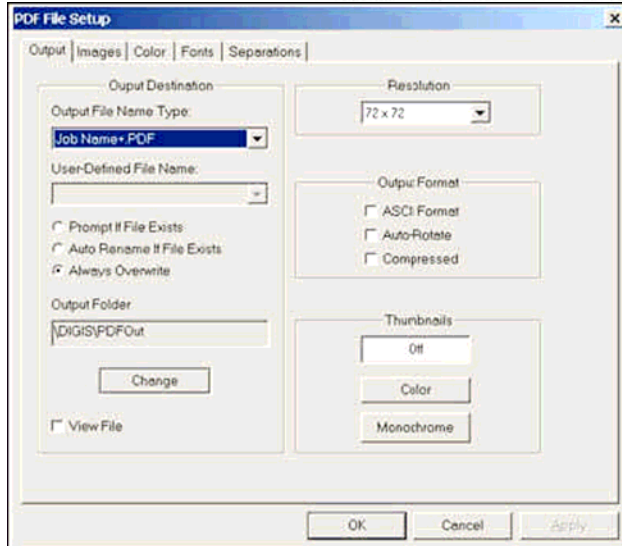 PDF File Setup
Output Images Color Fonts Separations
Ouput Destination
Output File Name Type:
Job Name+.PDF
User-Defined File Name:
Prompt If File Exists
Auto Rename If File Exists
Always Overwrite
Output Folder
\DIGIS\PDFOut
Change
View File
Resolution
72 x 72
Output Format
ASCI Format
Auto-Rotate
Compressed
Thumbnails
Off
Color
Monochrome
OK Cancel Apply